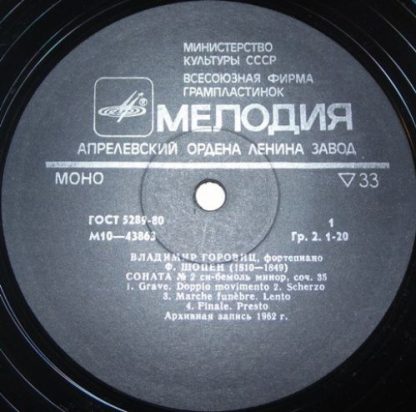 МИНИСТЕРСТВО
КУЛЬТУРЫ СССР
ВСЕСОЮЗНАЯ ФИРМА
ГРАМПЛАСТИНОК
МЕЛОДИЯ
АПРЕЛЕВСКИЙ ОРДЕНА ЛЕНИНА ЗАВОД
МОНО ▽33
ГОСТ 5289-80 1
М10—43863 Гр. 2. 1-20
ВЛАДИМИР ГОРОВИЦ, фортепиано
Ф. ШОПЕН (1810—1849)
СОНАТА № 2 си-бемоль минор, соч. 35
1. Grave. Doppio movimento 2. Scherzo
3. Marche funèbre. Lento
4. Finale. Presto
Архивная запись 1962 г.